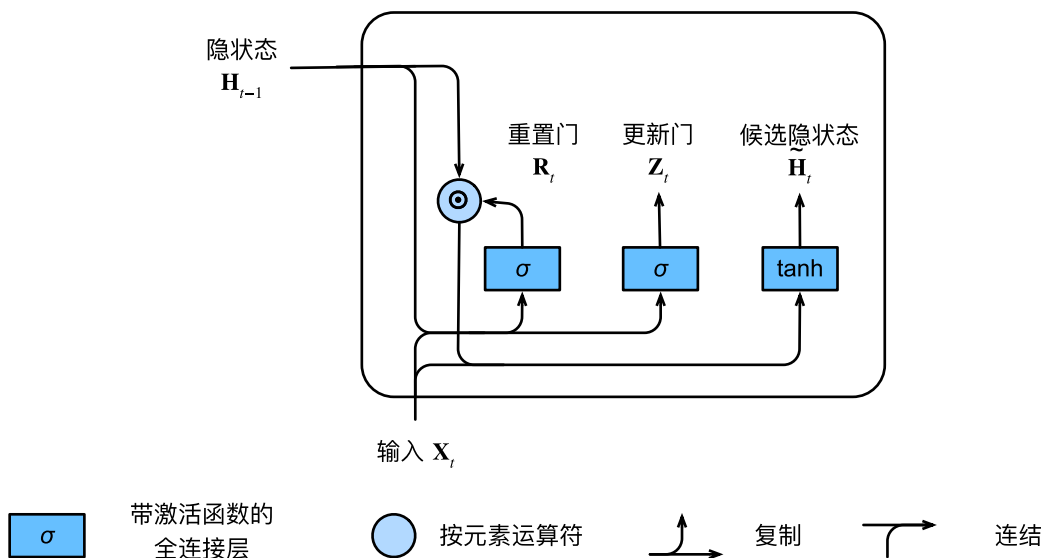 隐状态
H_{t−1}
重置门
R_t
更新门
Z_t
候选隐状态
H̃_t
⊙
σ
σ
tanh
输入 X_t
σ
带激活函数的
全连接层
按元素运算符
复制
连结